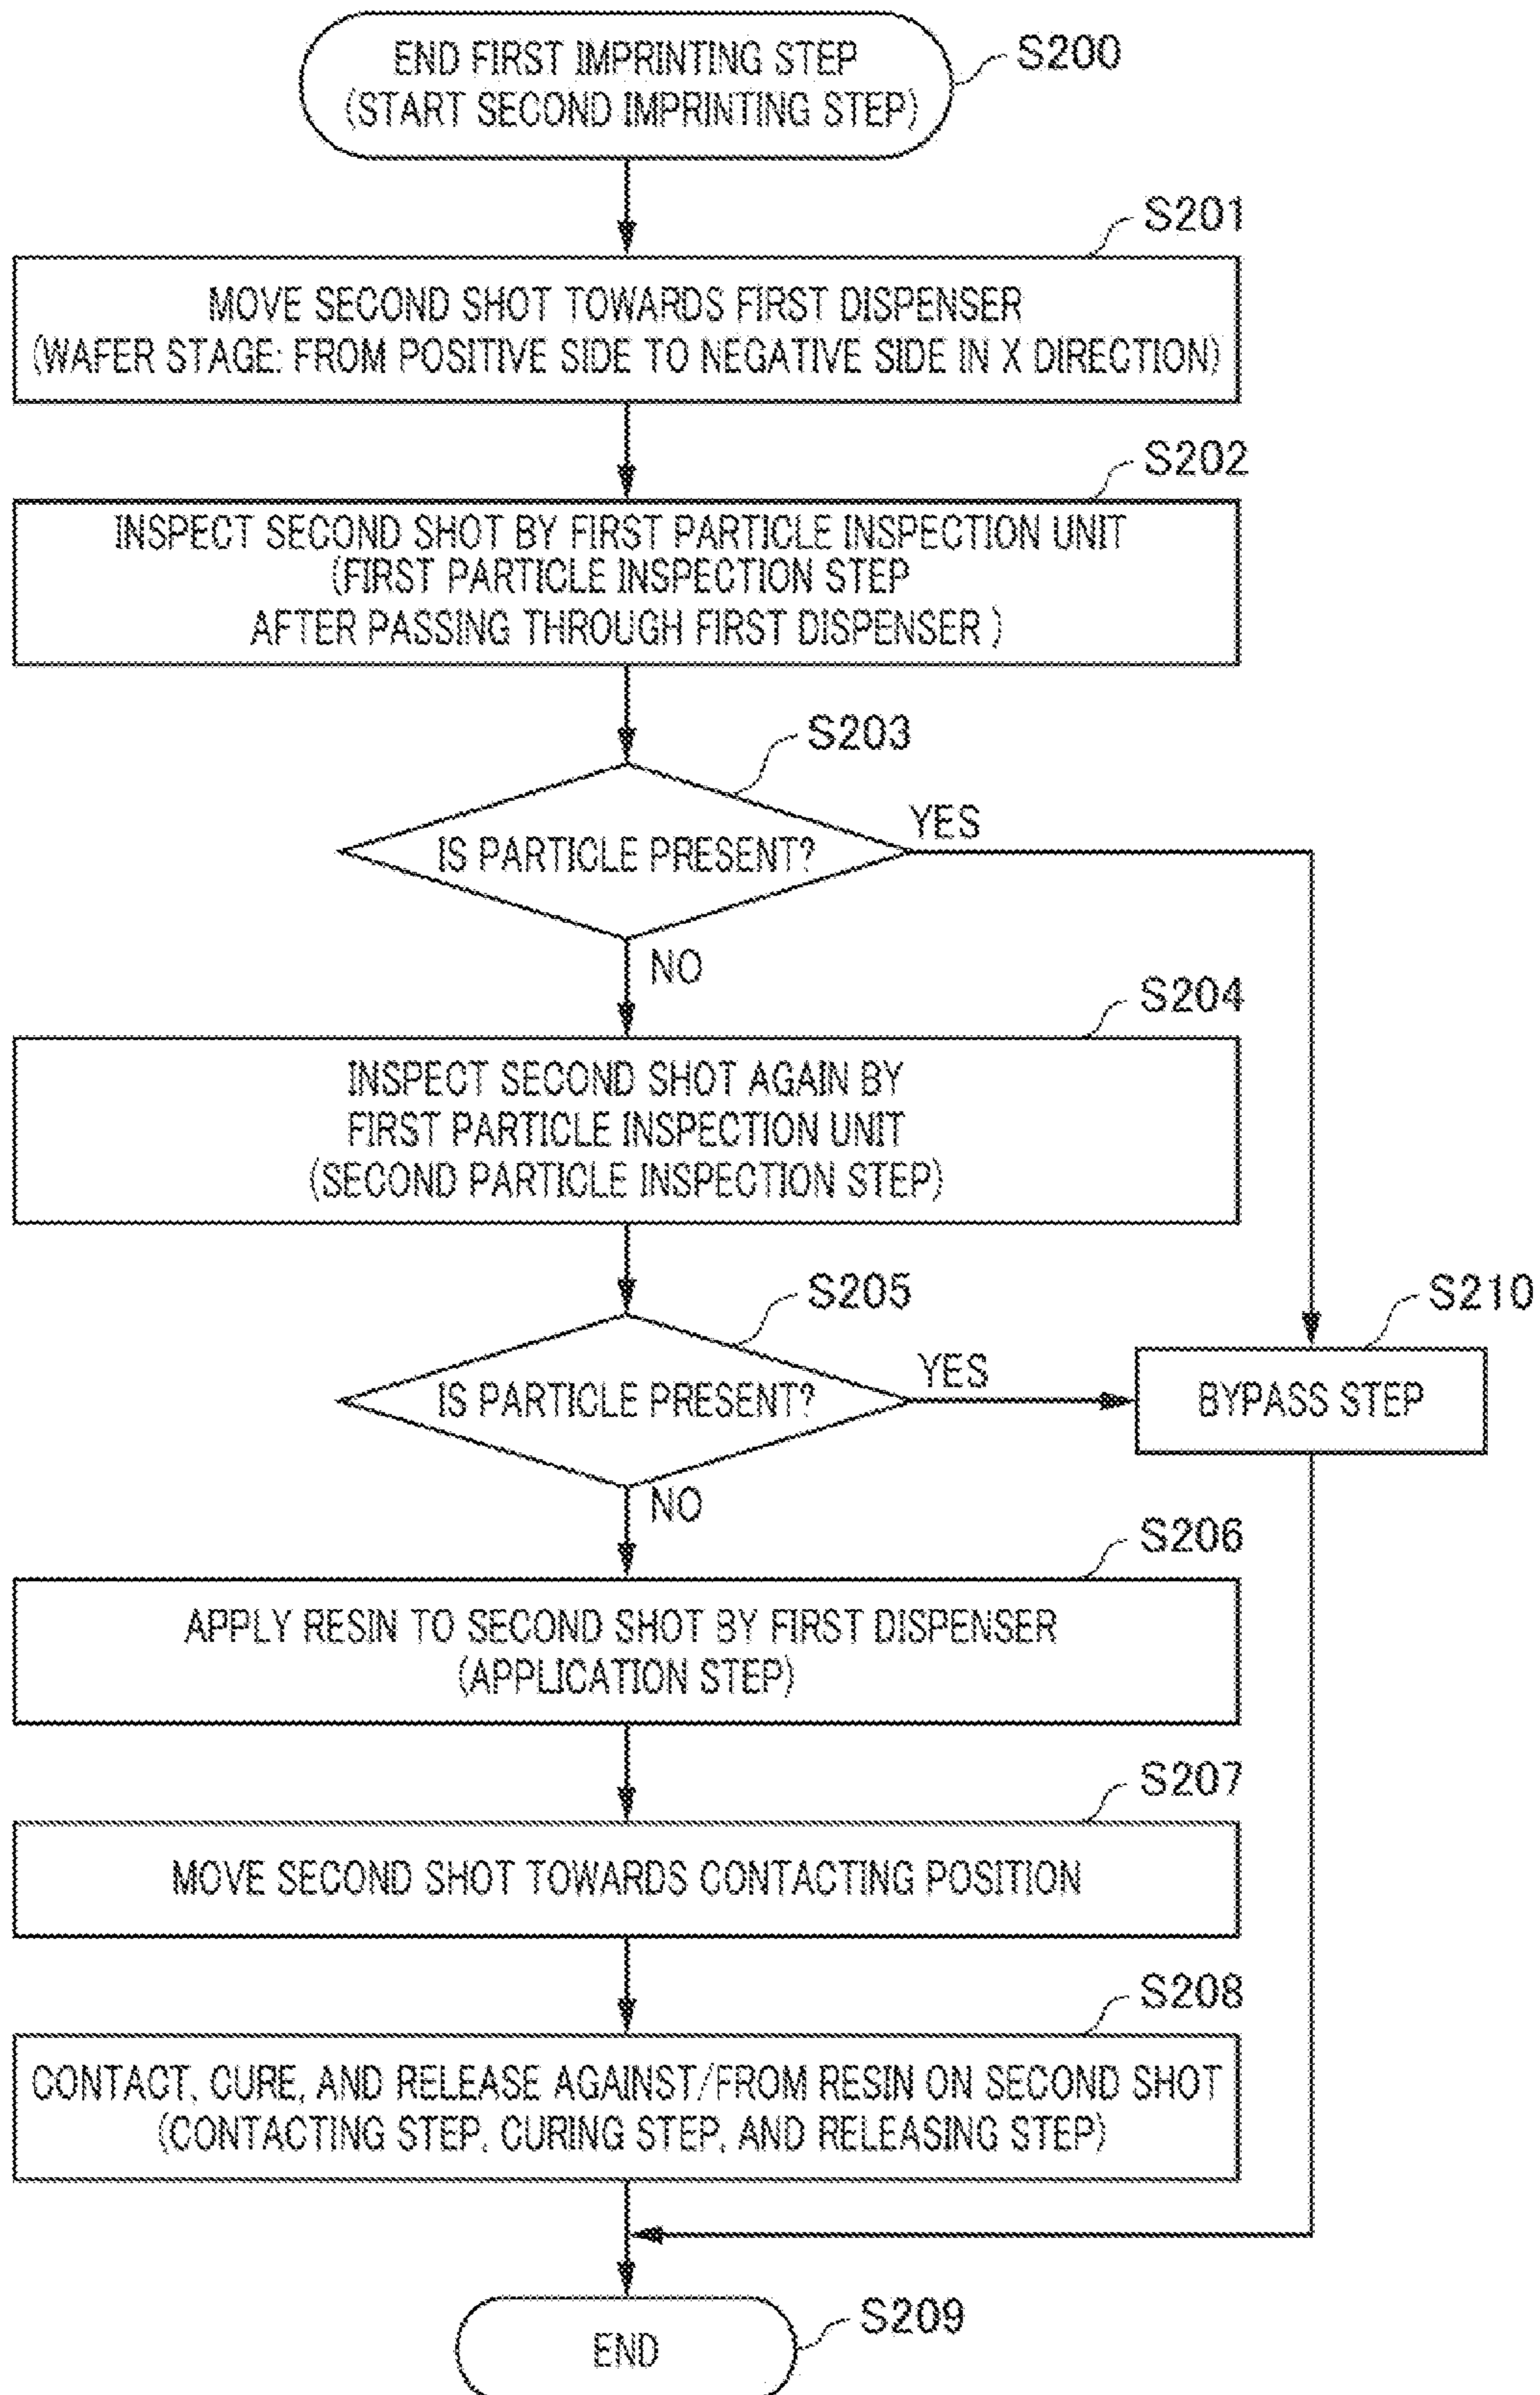 END FIRST IMPRINTING STEP
(START SECOND IMPRINTING STEP)
S200
S201
MOVE SECOND SHOT TOWARDS FIRST DISPENSER
(WAFER STAGE: FROM POSITIVE SIDE TO NEGATIVE SIDE IN X DIRECTION)
S202
INSPECT SECOND SHOT BY FIRST PARTICLE INSPECTION UNIT
(FIRST PARTICLE INSPECTION STEP
AFTER PASSING THROUGH FIRST DISPENSER )
S203
IS PARTICLE PRESENT?
YES
NO
S204
INSPECT SECOND SHOT AGAIN BY
FIRST PARTICLE INSPECTION UNIT
(SECOND PARTICLE INSPECTION STEP)
S205
IS PARTICLE PRESENT?
YES
S210
BYPASS STEP
NO
S206
APPLY RESIN TO SECOND SHOT BY FIRST DISPENSER
(APPLICATION STEP)
S207
MOVE SECOND SHOT TOWARDS CONTACTING POSITION
S208
CONTACT, CURE, AND RELEASE AGAINST/FROM RESIN ON SECOND SHOT
(CONTACTING STEP, CURING STEP, AND RELEASING STEP)
END
S209